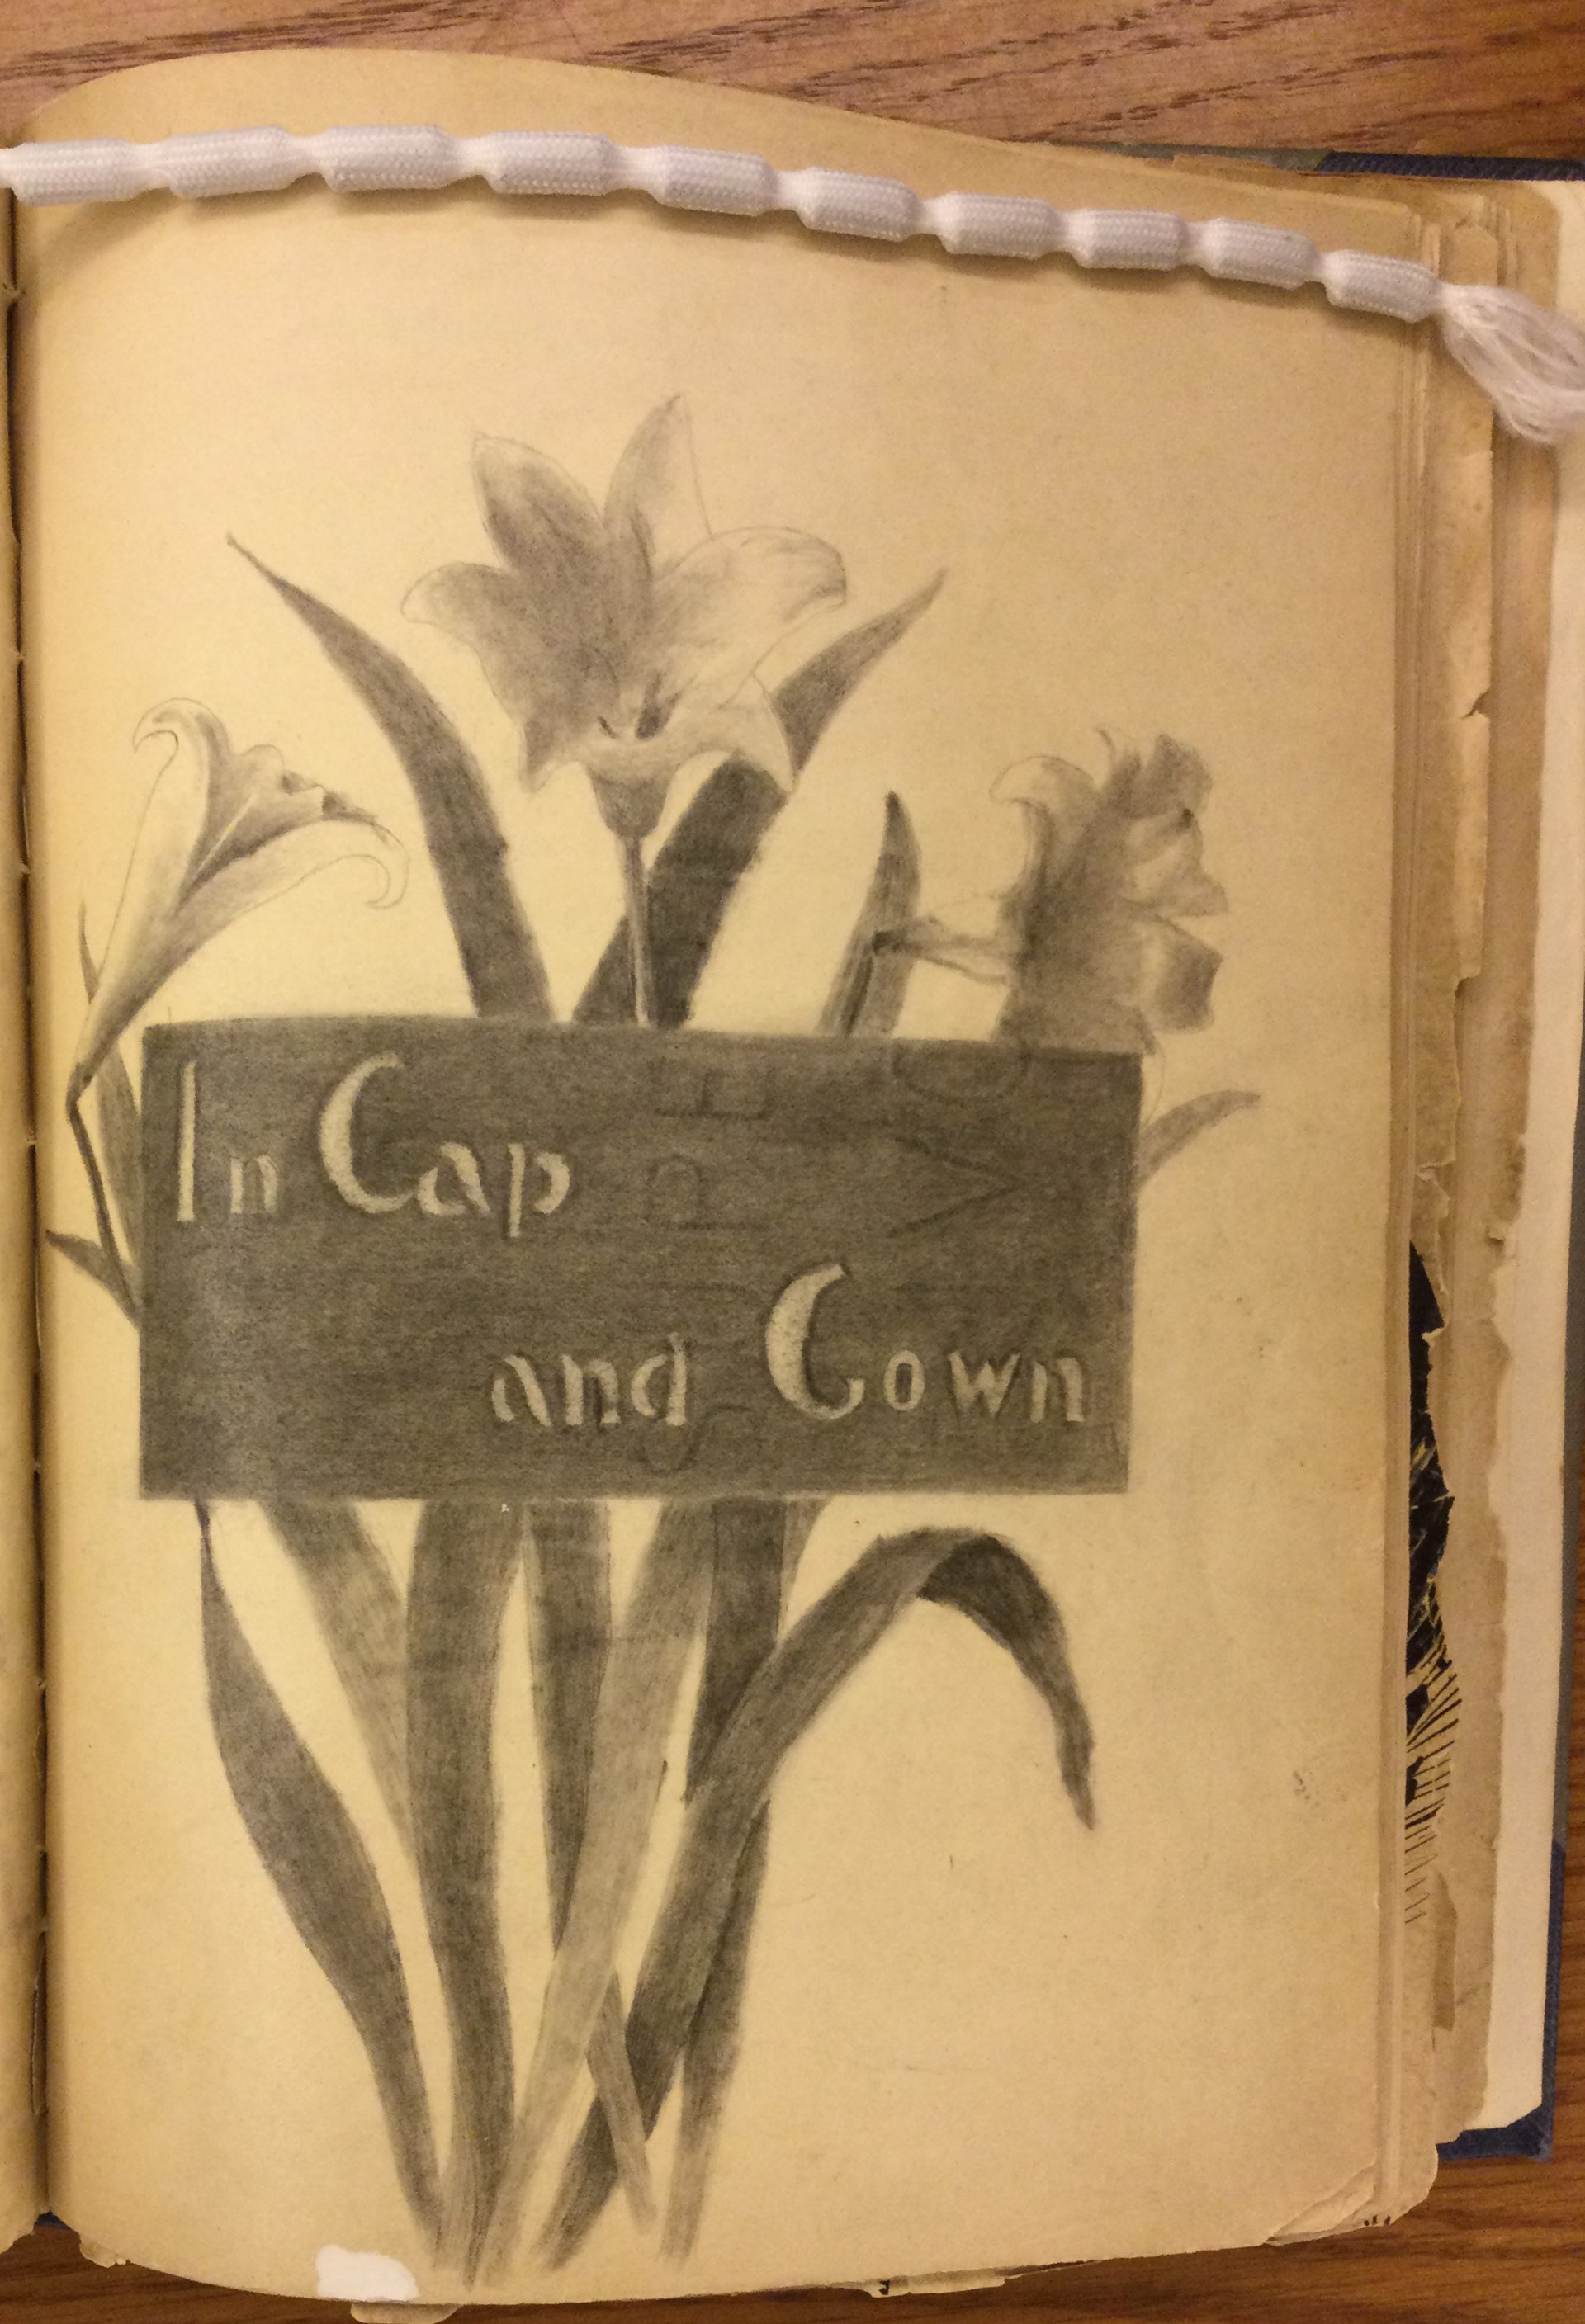 In Cap
and Gown